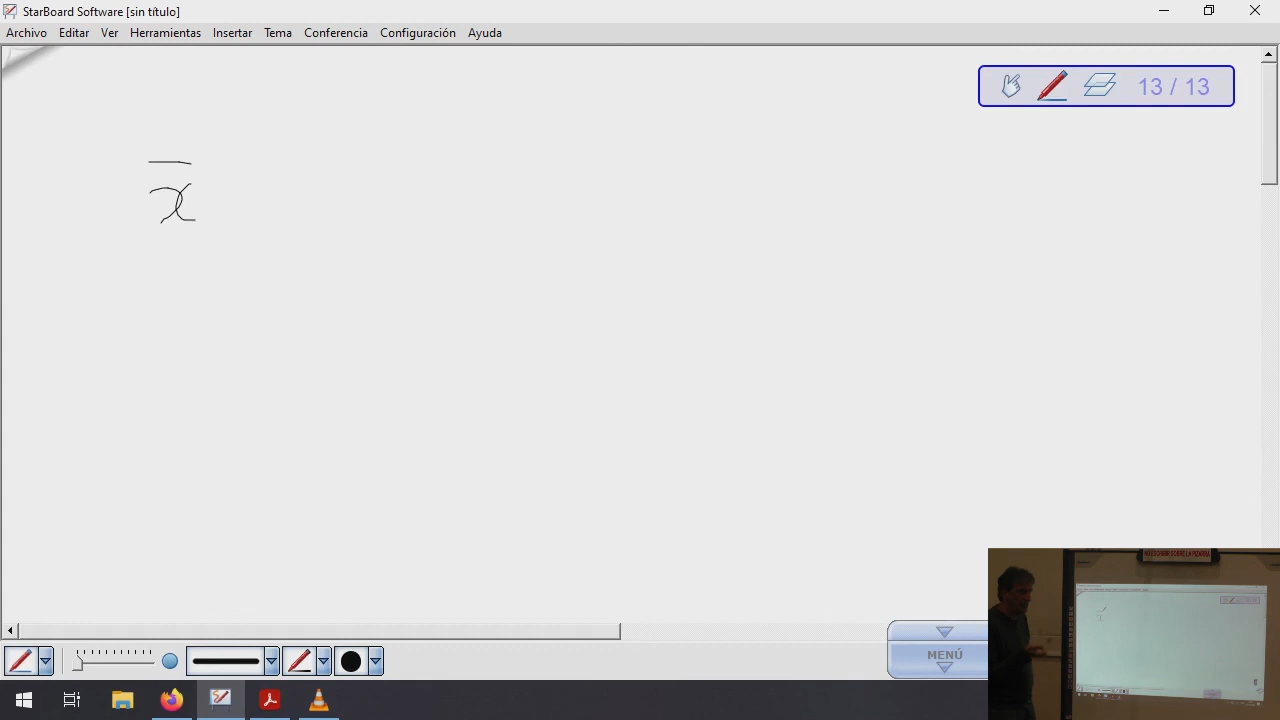 StarBoard Software [sin título]
Archivo Editar Ver Herramientas Insertar Tema Conferencia Configuración Ayuda
13 / 13
x̄
MENÚ